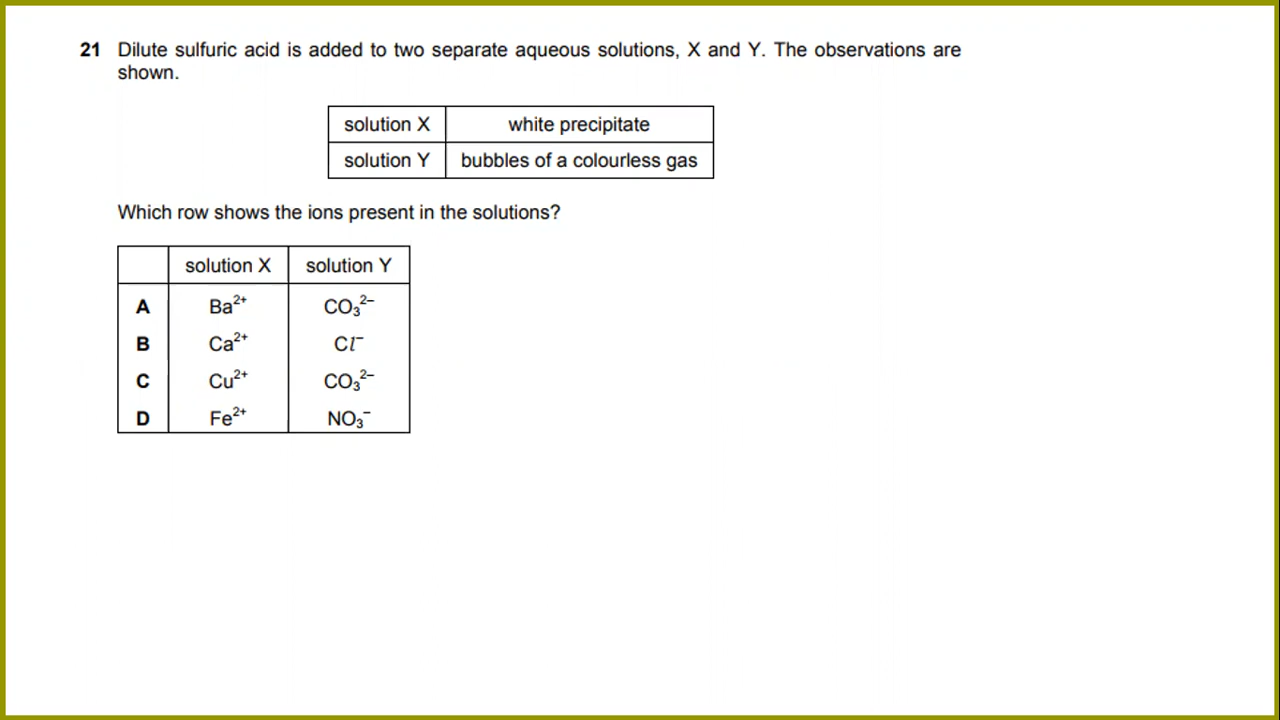 21 Dilute sulfuric acid is added to two separate aqueous solutions, X and Y. The observations are
shown.
solution X white precipitate
solution Y bubbles of a colourless gas
Which row shows the ions present in the solutions?
solution X solution Y
A Ba²⁺ CO₃²⁻
B Ca²⁺ Cl⁻
C Cu²⁺ CO₃²⁻
D Fe²⁺ NO₃⁻